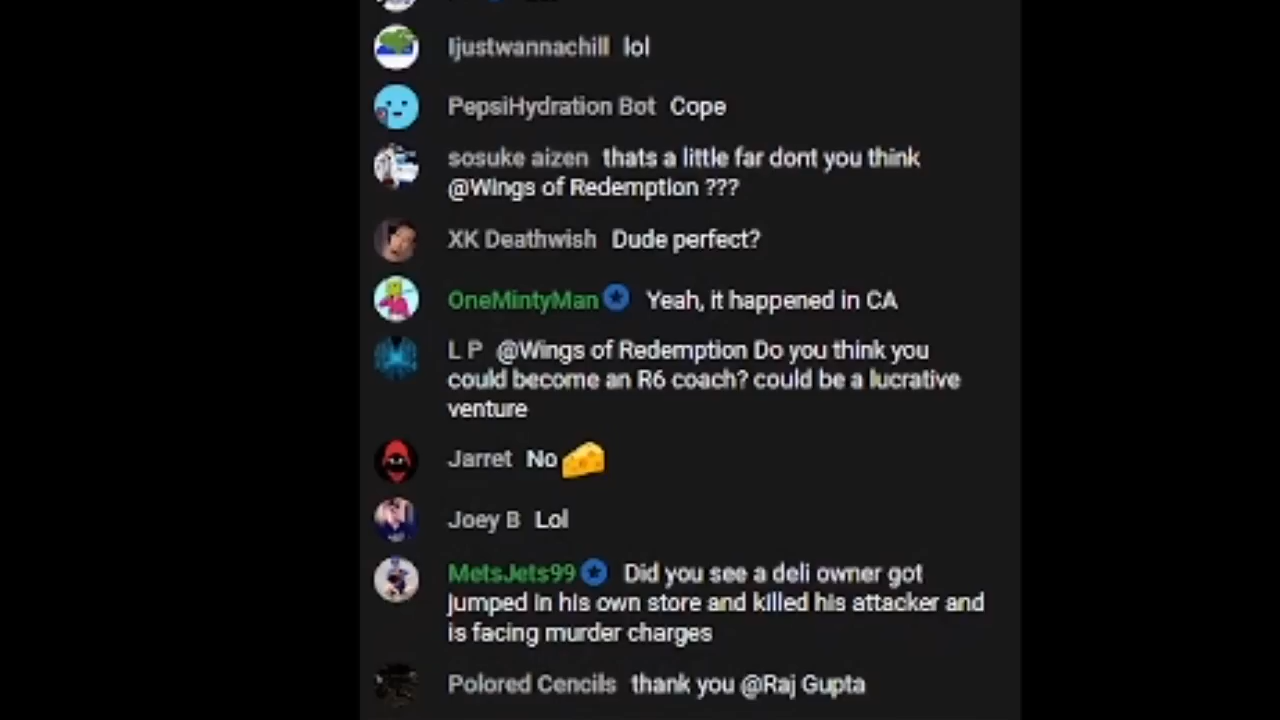 Ijustwannachill lol
PepsiHydration Bot Cope
sosuke aizen thats a little far dont you think
@Wings of Redemption ???
XK Deathwish Dude perfect?
OneMintyMan Yeah, it happened in CA
L P @Wings of Redemption Do you think you
could become an R6 coach? could be a lucrative
venture
Jarret No 🧀
Joey B Lol
MetsJets99 Did you see a deli owner got
jumped in his own store and killed his attacker and
is facing murder charges
Polored Cencils thank you @Raj Gupta